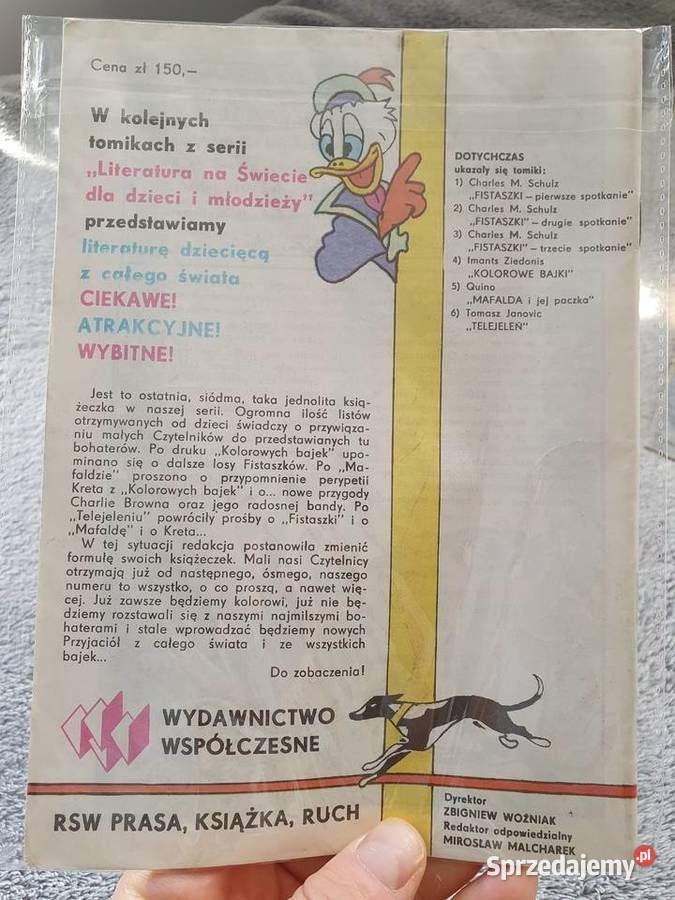 Cena zł 150,—
W kolejnych
tomikach z serii
„Literatura na Świecie
dla dzieci i młodzieży”
przedstawiamy
literaturę dziecięcą
z całego świata
CIEKAWE!
ATRAKCYJNE!
WYBITNE!
DOTYCHCZAS
ukazały się tomiki:
1) Charles M. Schulz
„FISTASZKI – pierwsze spotkanie”
2) Charles M. Schulz
„FISTASZKI” – drugie spotkanie”
3) Charles M. Schulz
„FISTASZKI” – trzecie spotkanie”
4) Imants Ziedonis
„KOLOROWE BAJKI”
5) Quino
„MAFALDA i jej paczka”
6) Tomasz Janovic
„TELEJELEŃ”
Jest to ostatnia, siódma, taka jednolita ksią-
żeczka w naszej serii. Ogromna ilość listów
otrzymywanych od dzieci świadczy o przywiąza-
niu małych Czytelników do przedstawianych tu
bohaterów. Po druku „Kolorowych bajek” upo-
minano się o dalsze losy Fistaszków. Po „Ma-
faldzie” proszono o przypomnienie perypetii
Kreta z „Kolorowych bajek” i o... nowe przygody
Charlie Browna oraz jego radosnej bandy. Po
„Telejeleniu” powróciły prośby o „Fistaszki” i o
„Mafaldę” i o Kreta...
W tej sytuacji redakcja postanowiła zmienić
formułę swoich książeczek. Mali nasi Czytelnicy
otrzymają już od następnego, ósmego, naszego
numeru to wszystko, o co proszą, a nawet wię-
cej. Już zawsze będziemy kolorowi, już nie bę-
dziemy rozstawali się z naszymi najmilszymi bo-
haterami i stale wprowadzać będziemy nowych
Przyjaciół z całego świata i ze wszystkich
bajek...
Do zobaczenia!
WYDAWNICTWO
WSPÓŁCZESNE
RSW PRASA, KSIĄŻKA, RUCH
Dyrektor
ZBIGNIEW WOŹNIAK
Redaktor odpowiedzialny
MIROSŁAW MALCHAREK
Sprzedajemy.pl